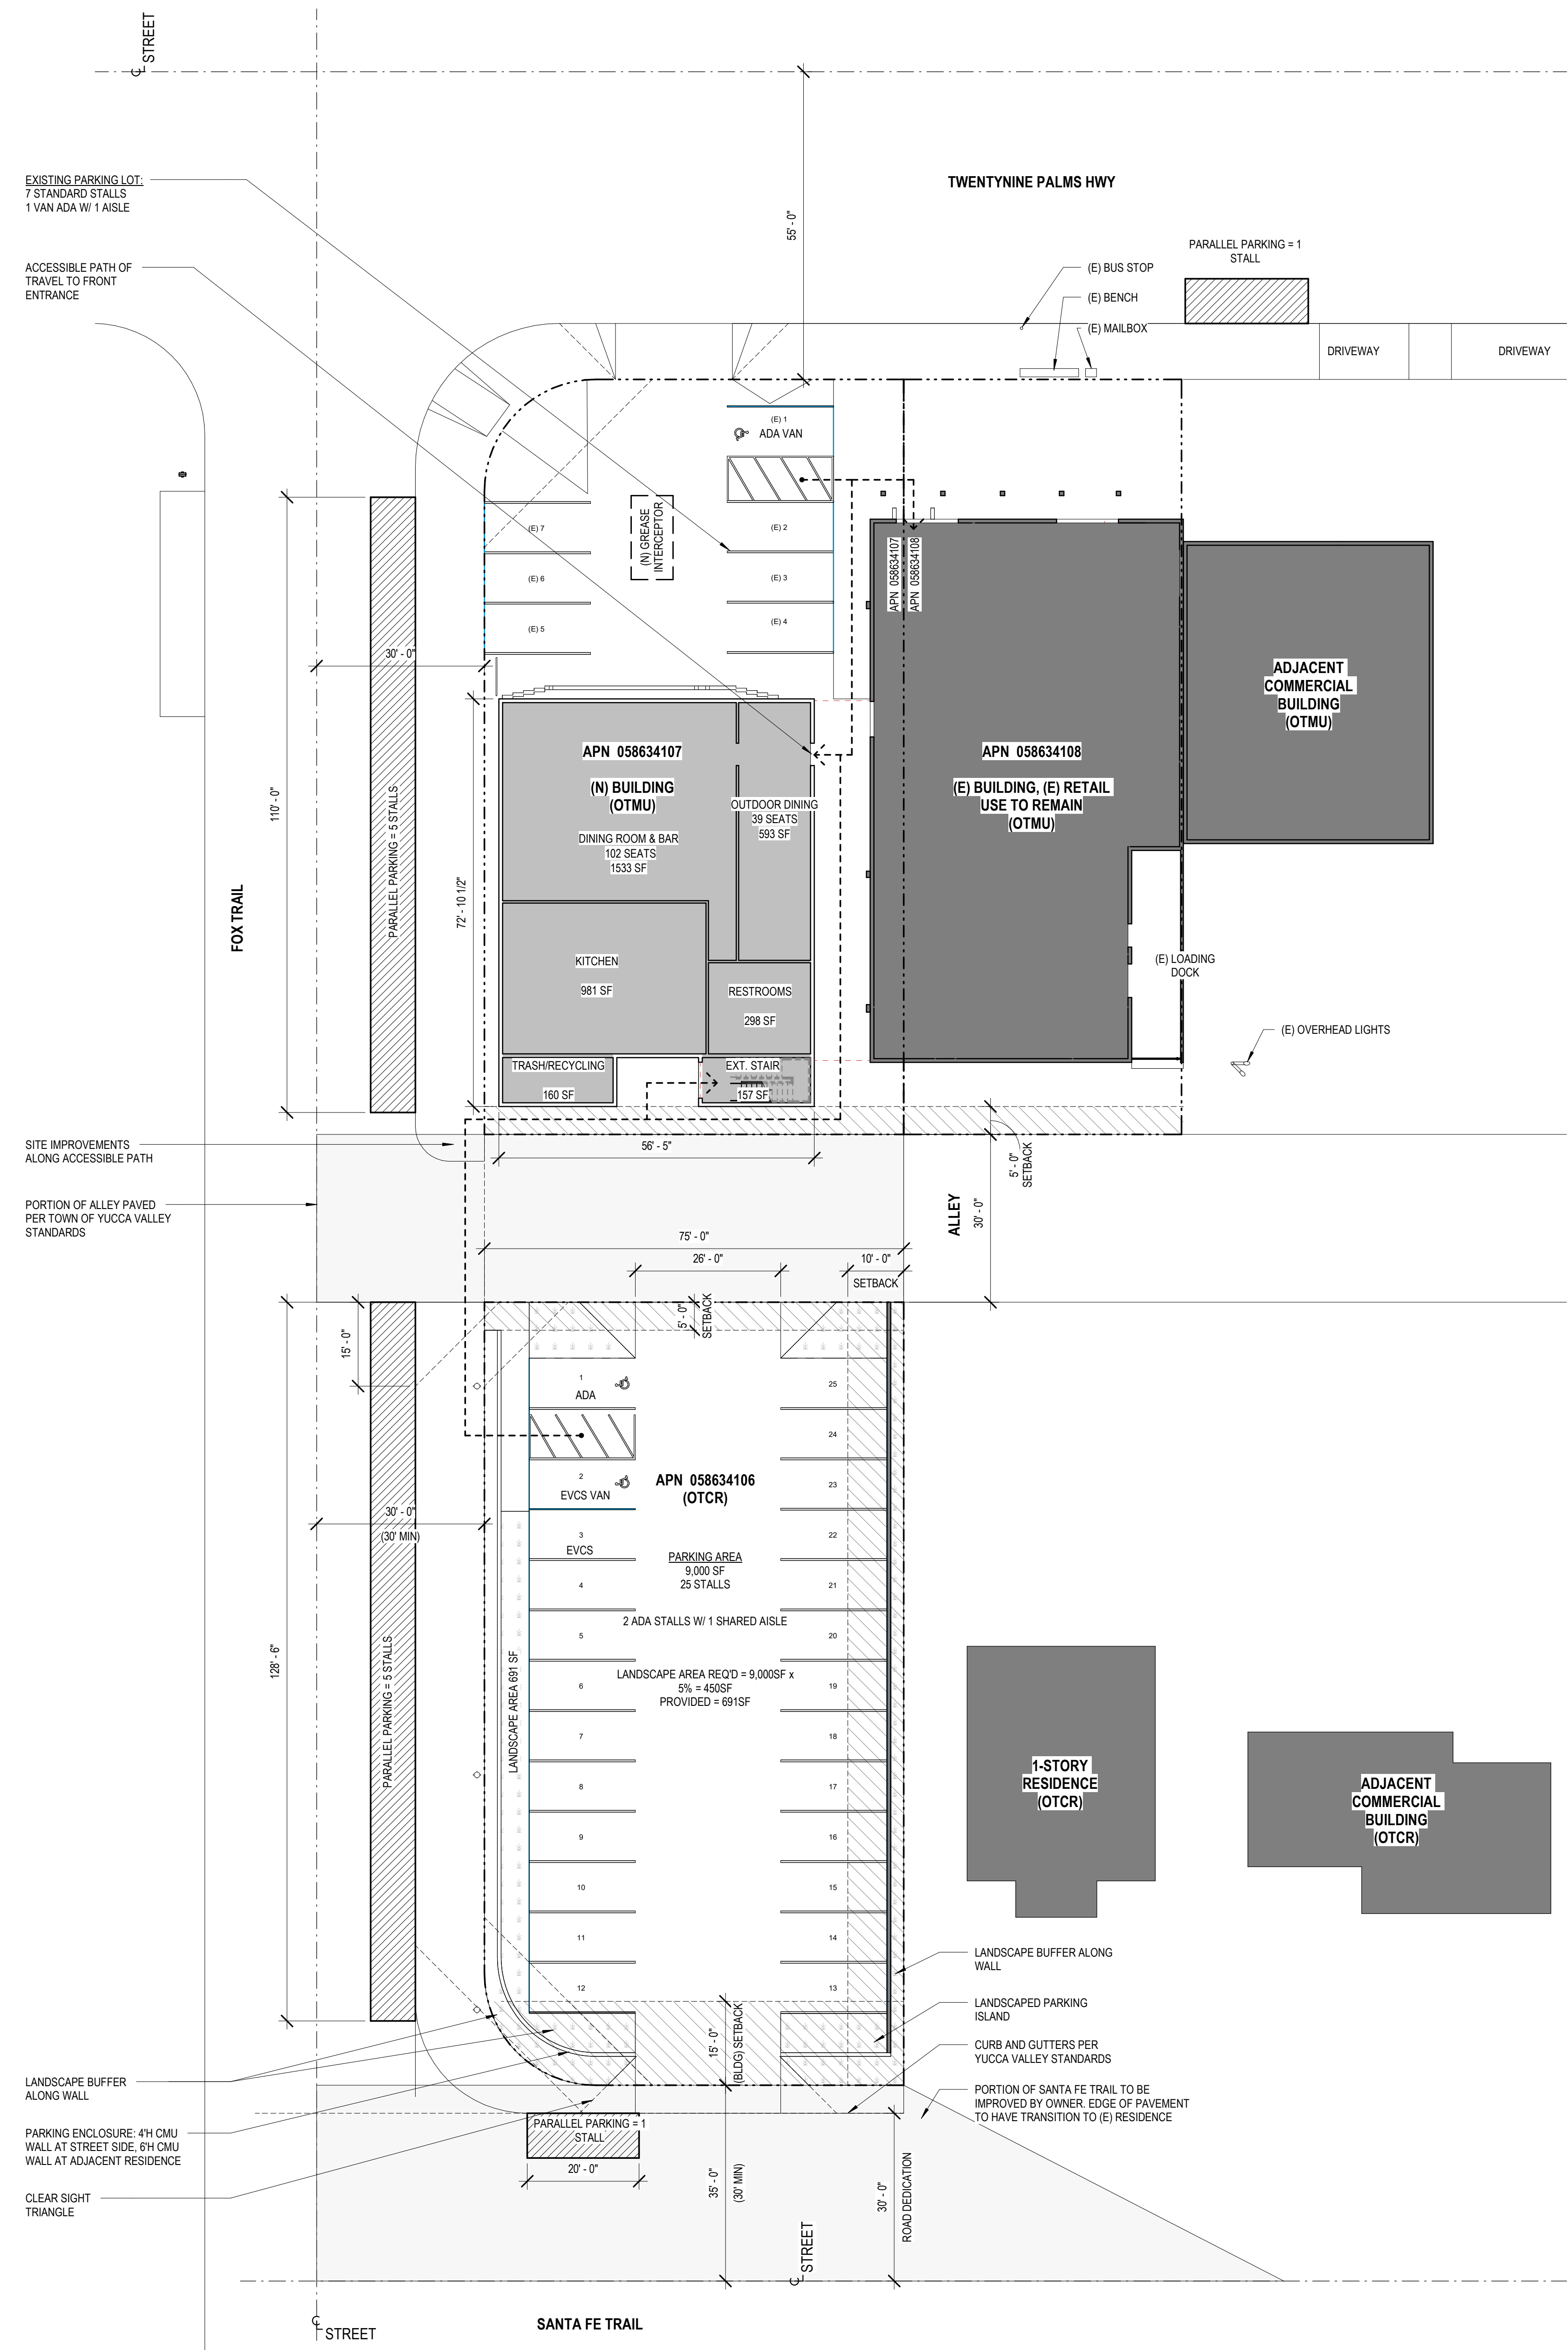 ℄ STREET
EXISTING PARKING LOT:
7 STANDARD STALLS
1 VAN ADA W/ 1 AISLE
TWENTYNINE PALMS HWY
55' - 0"
ACCESSIBLE PATH OF
TRAVEL TO FRONT
ENTRANCE
PARALLEL PARKING = 1
STALL
(E) BUS STOP
(E) BENCH
(E) MAILBOX
DRIVEWAY
DRIVEWAY
(E) 1
ADA VAN
(N) GREASE
INTERCEPTOR
(E) 7
(E) 2
(E) 6
(E) 3
(E) 5
(E) 4
APN 058634107
APN 058634108
30' - 0"
110' - 0"
PARALLEL PARKING = 5 STALLS
FOX TRAIL
72' - 10 1/2"
APN 058634107
(N) BUILDING
(OTMU)
DINING ROOM & BAR
102 SEATS
1533 SF
OUTDOOR DINING
39 SEATS
593 SF
APN 058634108
(E) BUILDING, (E) RETAIL
USE TO REMAIN
(OTMU)
ADJACENT
COMMERCIAL
BUILDING
(OTMU)
KITCHEN
981 SF
RESTROOMS
298 SF
(E) LOADING
DOCK
(E) OVERHEAD LIGHTS
TRASH/RECYCLING
160 SF
EXT. STAIR
157 SF
SITE IMPROVEMENTS
ALONG ACCESSIBLE PATH
56' - 5"
5' - 0"
SETBACK
PORTION OF ALLEY PAVED
PER TOWN OF YUCCA VALLEY
STANDARDS
ALLEY
30' - 0"
75' - 0"
26' - 0"
10' - 0"
SETBACK
5' - 0"
SETBACK
15' - 0"
1
ADA
25
24
2
EVCS VAN
23
APN 058634106
(OTCR)
30' - 0"
(30' MIN)
3
EVCS
22
PARKING AREA
9,000 SF
25 STALLS
4
21
2 ADA STALLS W/ 1 SHARED AISLE
5
20
128' - 6"
PARALLEL PARKING = 5 STALLS
LANDSCAPE AREA 691 SF
LANDSCAPE AREA REQ'D = 9,000SF x
5% = 450SF
PROVIDED = 691SF
6
19
7
18
8
17
9
16
10
15
11
14
12
13
1-STORY
RESIDENCE
(OTCR)
ADJACENT
COMMERCIAL
BUILDING
(OTCR)
LANDSCAPE BUFFER ALONG
WALL
LANDSCAPED PARKING
ISLAND
15' - 0"
(BLDG) SETBACK
CURB AND GUTTERS PER
YUCCA VALLEY STANDARDS
LANDSCAPE BUFFER
ALONG WALL
PORTION OF SANTA FE TRAIL TO BE
IMPROVED BY OWNER. EDGE OF PAVEMENT
TO HAVE TRANSITION TO (E) RESIDENCE
PARKING ENCLOSURE: 4'H CMU
WALL AT STREET SIDE, 6'H CMU
WALL AT ADJACENT RESIDENCE
PARALLEL PARKING = 1
STALL
20' - 0"
CLEAR SIGHT
TRIANGLE
35' - 0"
(30' MIN)
30' - 0"
ROAD DEDICATION
℄ STREET
℄ STREET
SANTA FE TRAIL